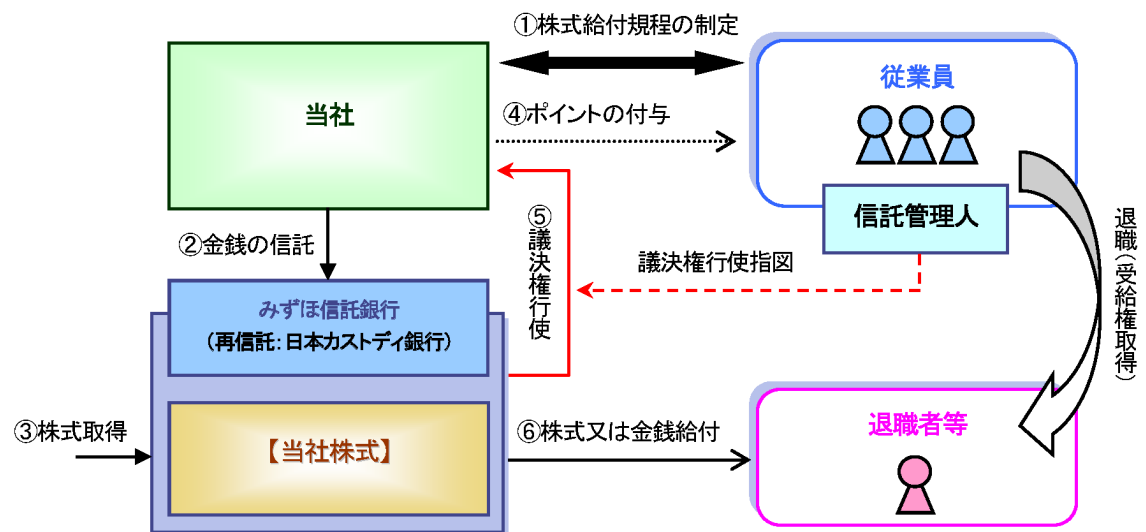 ①株式給付規程の制定
当社
従業員
④ポイントの付与
信託管理人
②金銭の信託
⑤議決権行使
議決権行使指図
退職（受給権取得）
みずほ信託銀行
（再信託：日本カストディ銀行）
③株式取得
【当社株式】
⑥株式又は金銭給付
退職者等